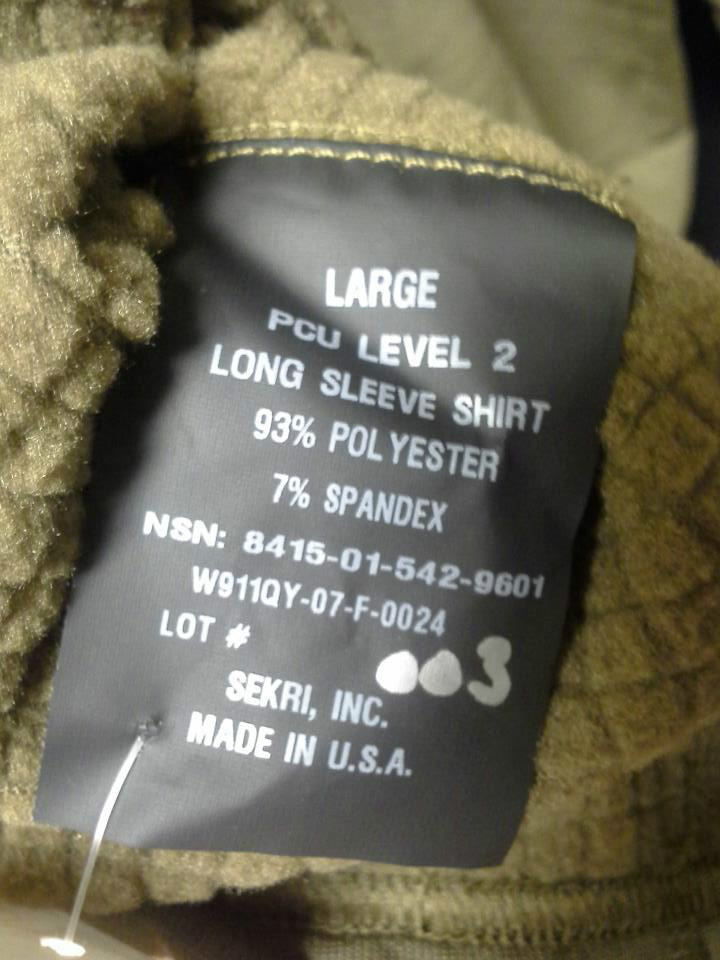 LARGE
PCU LEVEL 2
LONG SLEEVE SHIRT
93% POLYESTER
7% SPANDEX
NSN: 8415-01-542-9601
W911QY-07-F-0024
LOT # 003
SEKRI, INC.
MADE IN U.S.A.